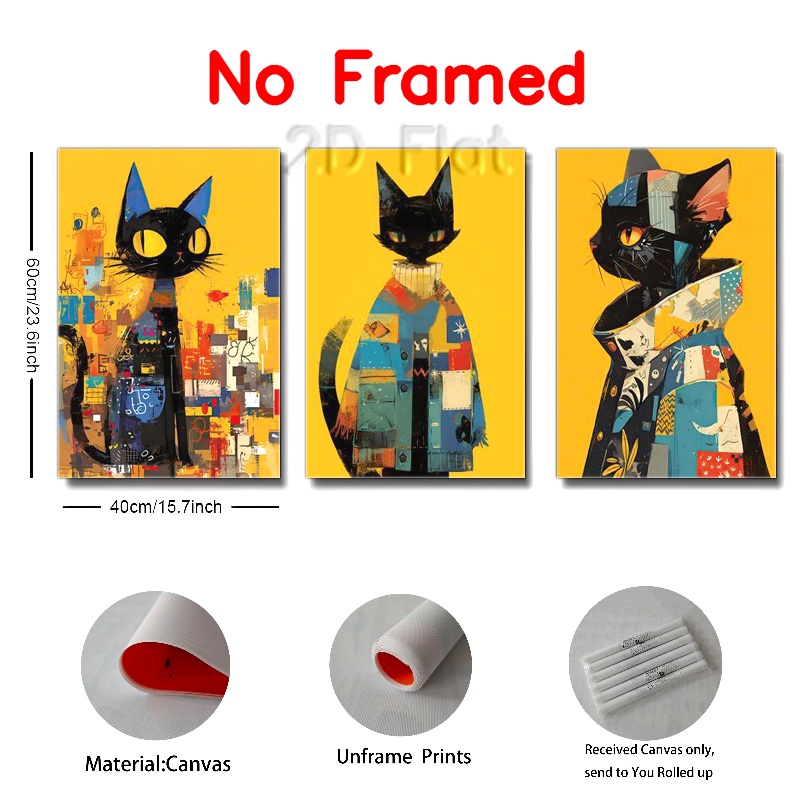 No Framed
2D Flat
60cm/23.6inch
40cm/15.7inch
Material:Canvas
Unframe Prints
Received Canvas only,
send to You Rolled up